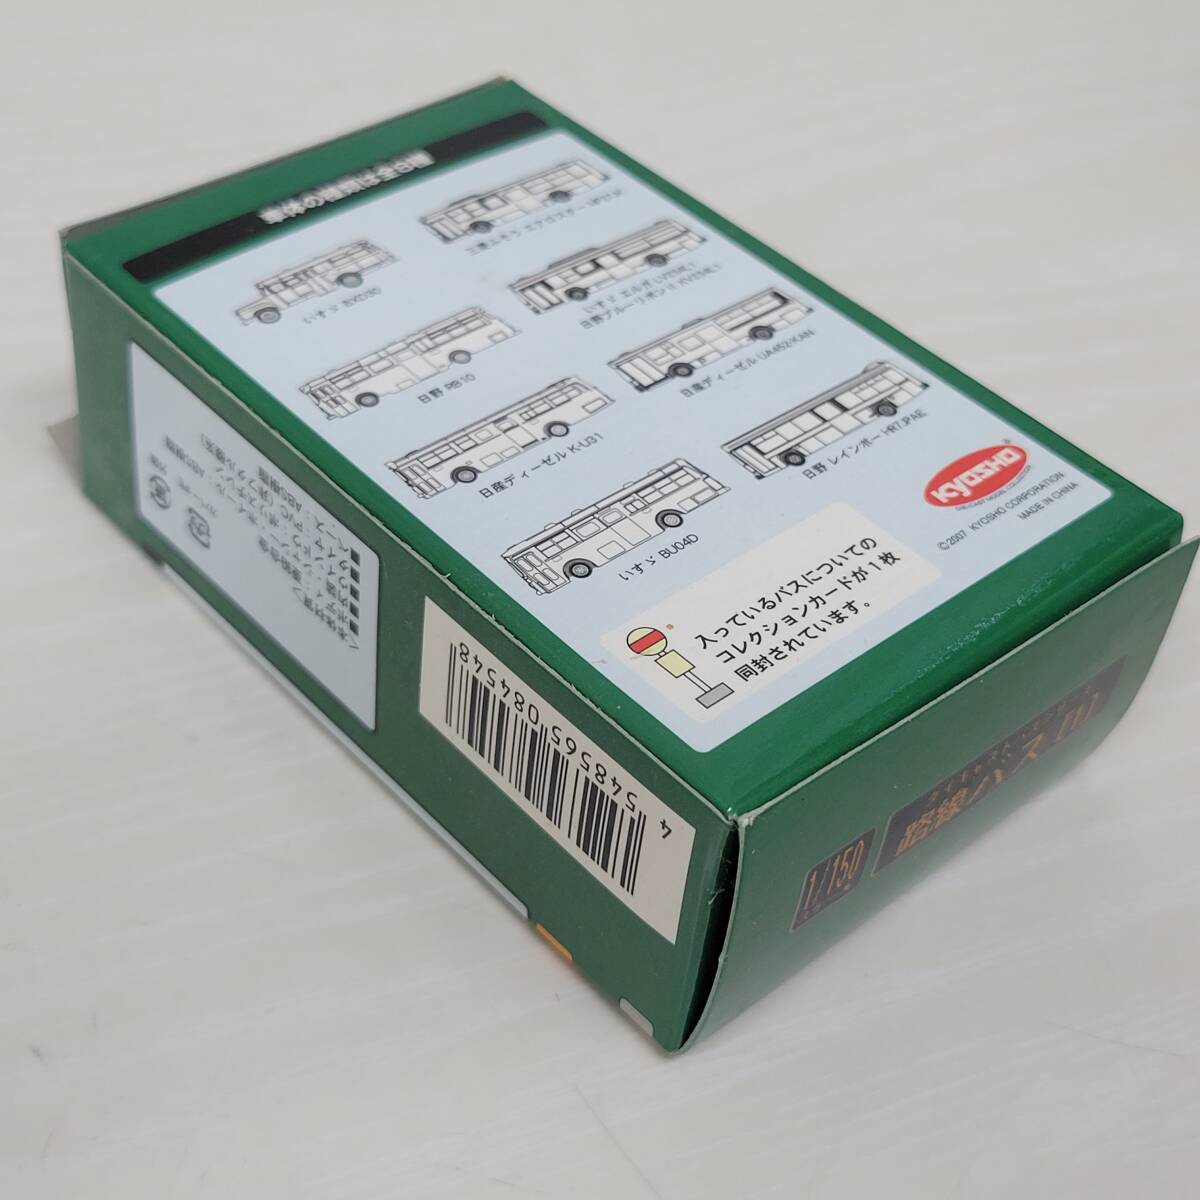 車体の種類は全8種
いすゞ BXD30
日野 RB10
日産ディーゼル K-U31
いすゞ BU04D
三菱ふそう エアロスター MP37JK
いすゞ エルガ LV234L1
日野ブルーリボンⅡ KV234L1
日産ディーゼル UA452KAN
日野 レインボー HR7JPAE
KYOSHO
DIE-CAST MODEL COLLECTION
©2007 KYOSHO CORPORATION
MADE IN CHINA
入っているバスについての
コレクションカードが1枚
同封されています。
4 548565 084548
1/150
路線バス